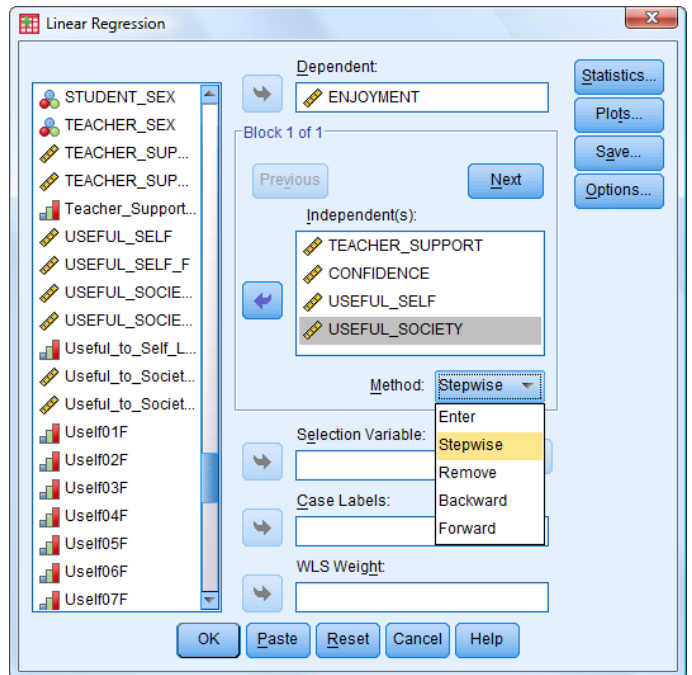 Linear Regression
X
STUDENT_SEX
TEACHER_SEX
TEACHER_SUP...
TEACHER_SUP...
Teacher_Support...
USEFUL_SELF
USEFUL_SELF_F
USEFUL_SOCIE...
USEFUL_SOCIE...
Useful_to_Self_L...
Useful_to_Societ...
Useful_to_Societ...
Uself01F
Uself02F
Uself03F
Uself04F
Uself05F
Uself06F
Uself07F
Dependent:
ENJOYMENT
Block 1 of 1
Previous
Next
Independent(s):
TEACHER_SUPPORT
CONFIDENCE
USEFUL_SELF
USEFUL_SOCIETY
Method:
Stepwise
Enter
Stepwise
Remove
Backward
Forward
Selection Variable:
Case Labels:
WLS Weight:
Statistics...
Plots...
Save...
Options...
OK
Paste
Reset
Cancel
Help